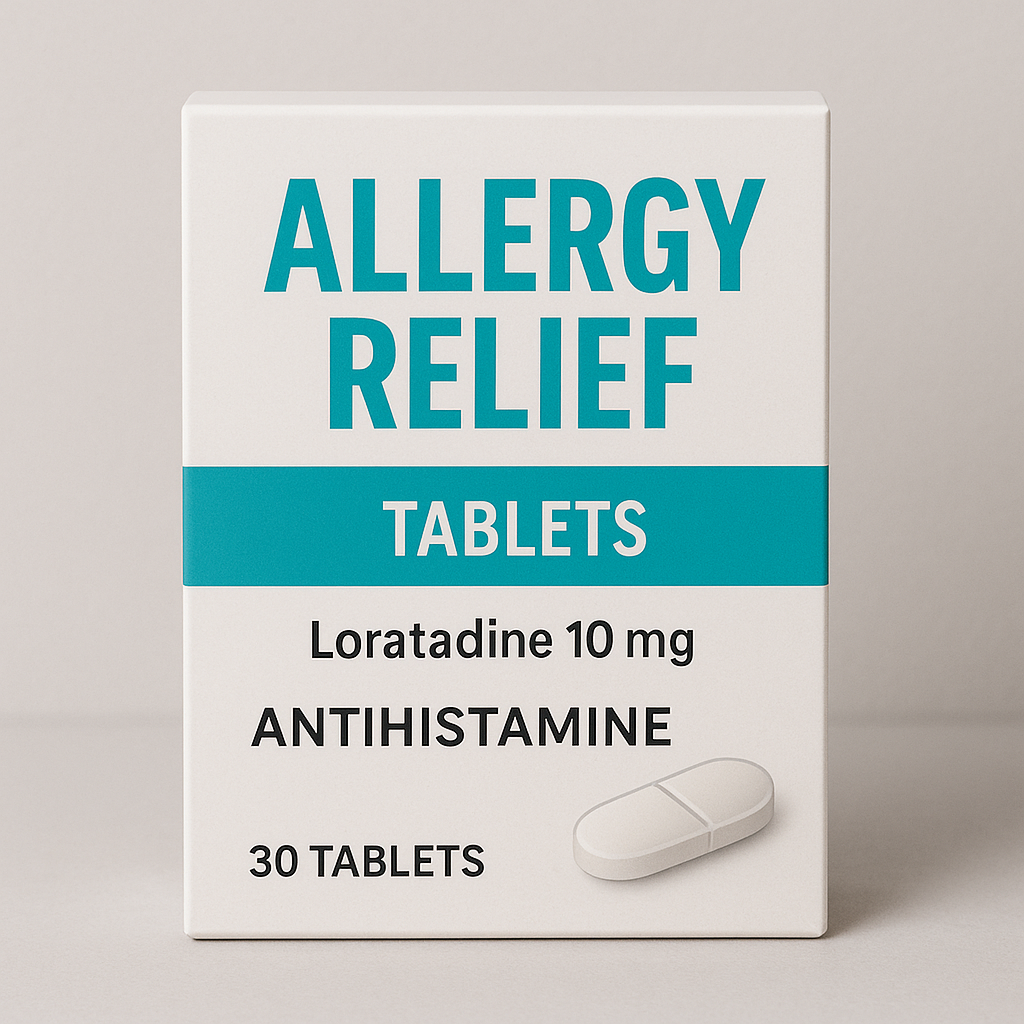 ALLERGY
RELIEF
TABLETS
Loratadine 10 mg
ANTIHISTAMINE
30 TABLETS